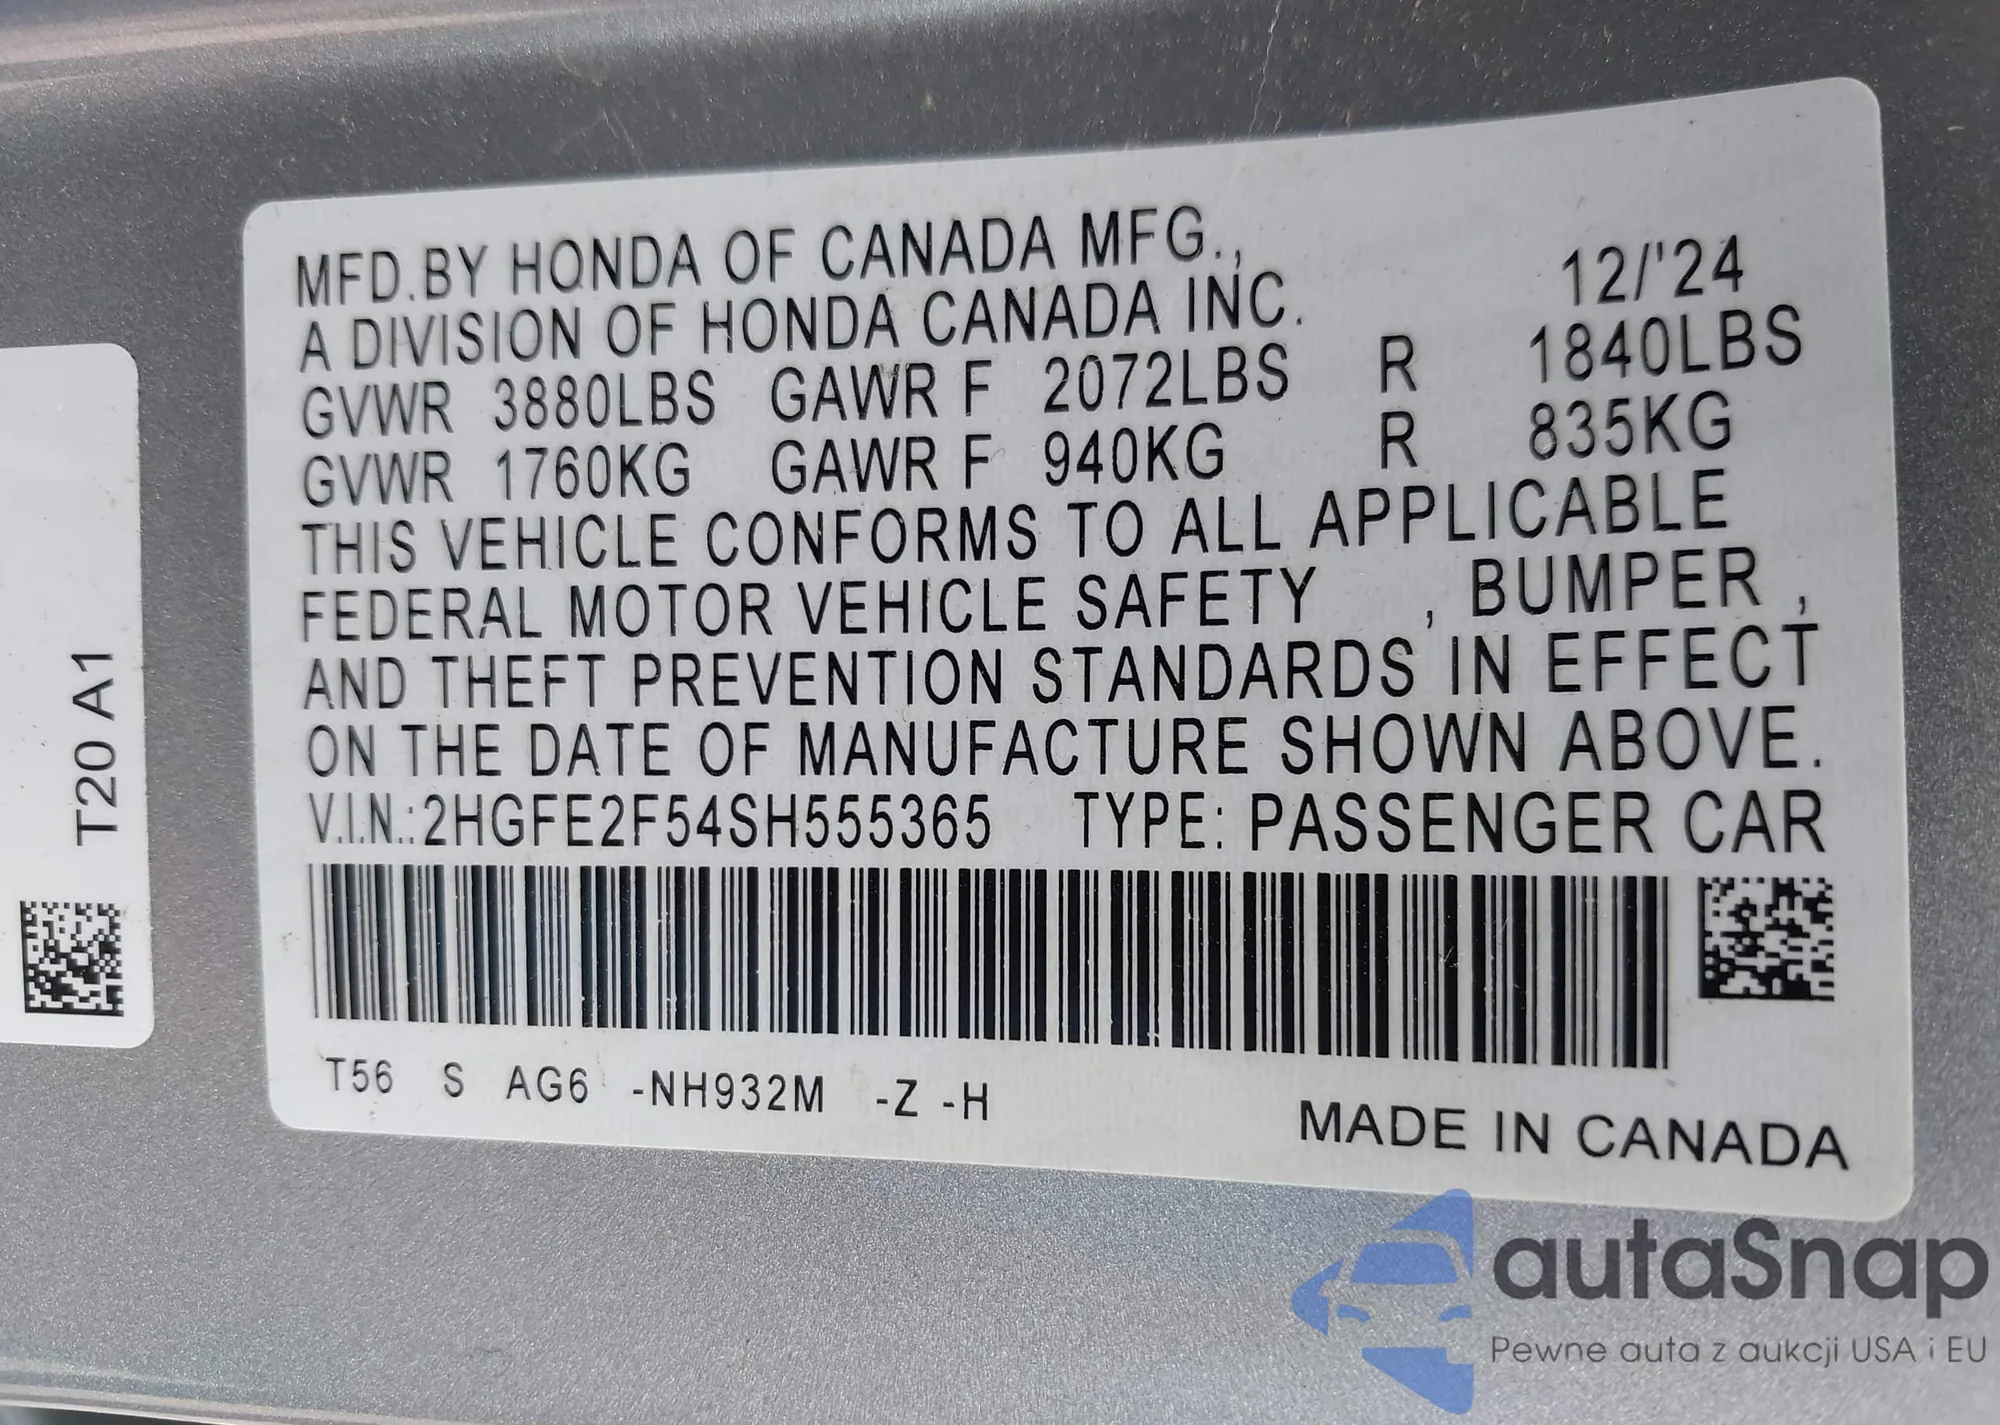 MFD.BY HONDA OF CANADA MFG., 12/'24
A DIVISION OF HONDA CANADA INC.
GVWR 3880LBS GAWR F 2072LBS R 1840LBS
GVWR 1760KG GAWR F 940KG R 835KG
THIS VEHICLE CONFORMS TO ALL APPLICABLE
FEDERAL MOTOR VEHICLE SAFETY , BUMPER ,
AND THEFT PREVENTION STANDARDS IN EFFECT
ON THE DATE OF MANUFACTURE SHOWN ABOVE.
V.I.N.:2HGFE2F54SH555365 TYPE: PASSENGER CAR
T56 S AG6 -NH932M -Z -H
MADE IN CANADA
T20 A1
autaSnap
Pewne auta z aukcji USA i EU